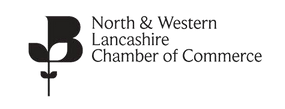 North & Western
Lancashire
Chamber of Commerce